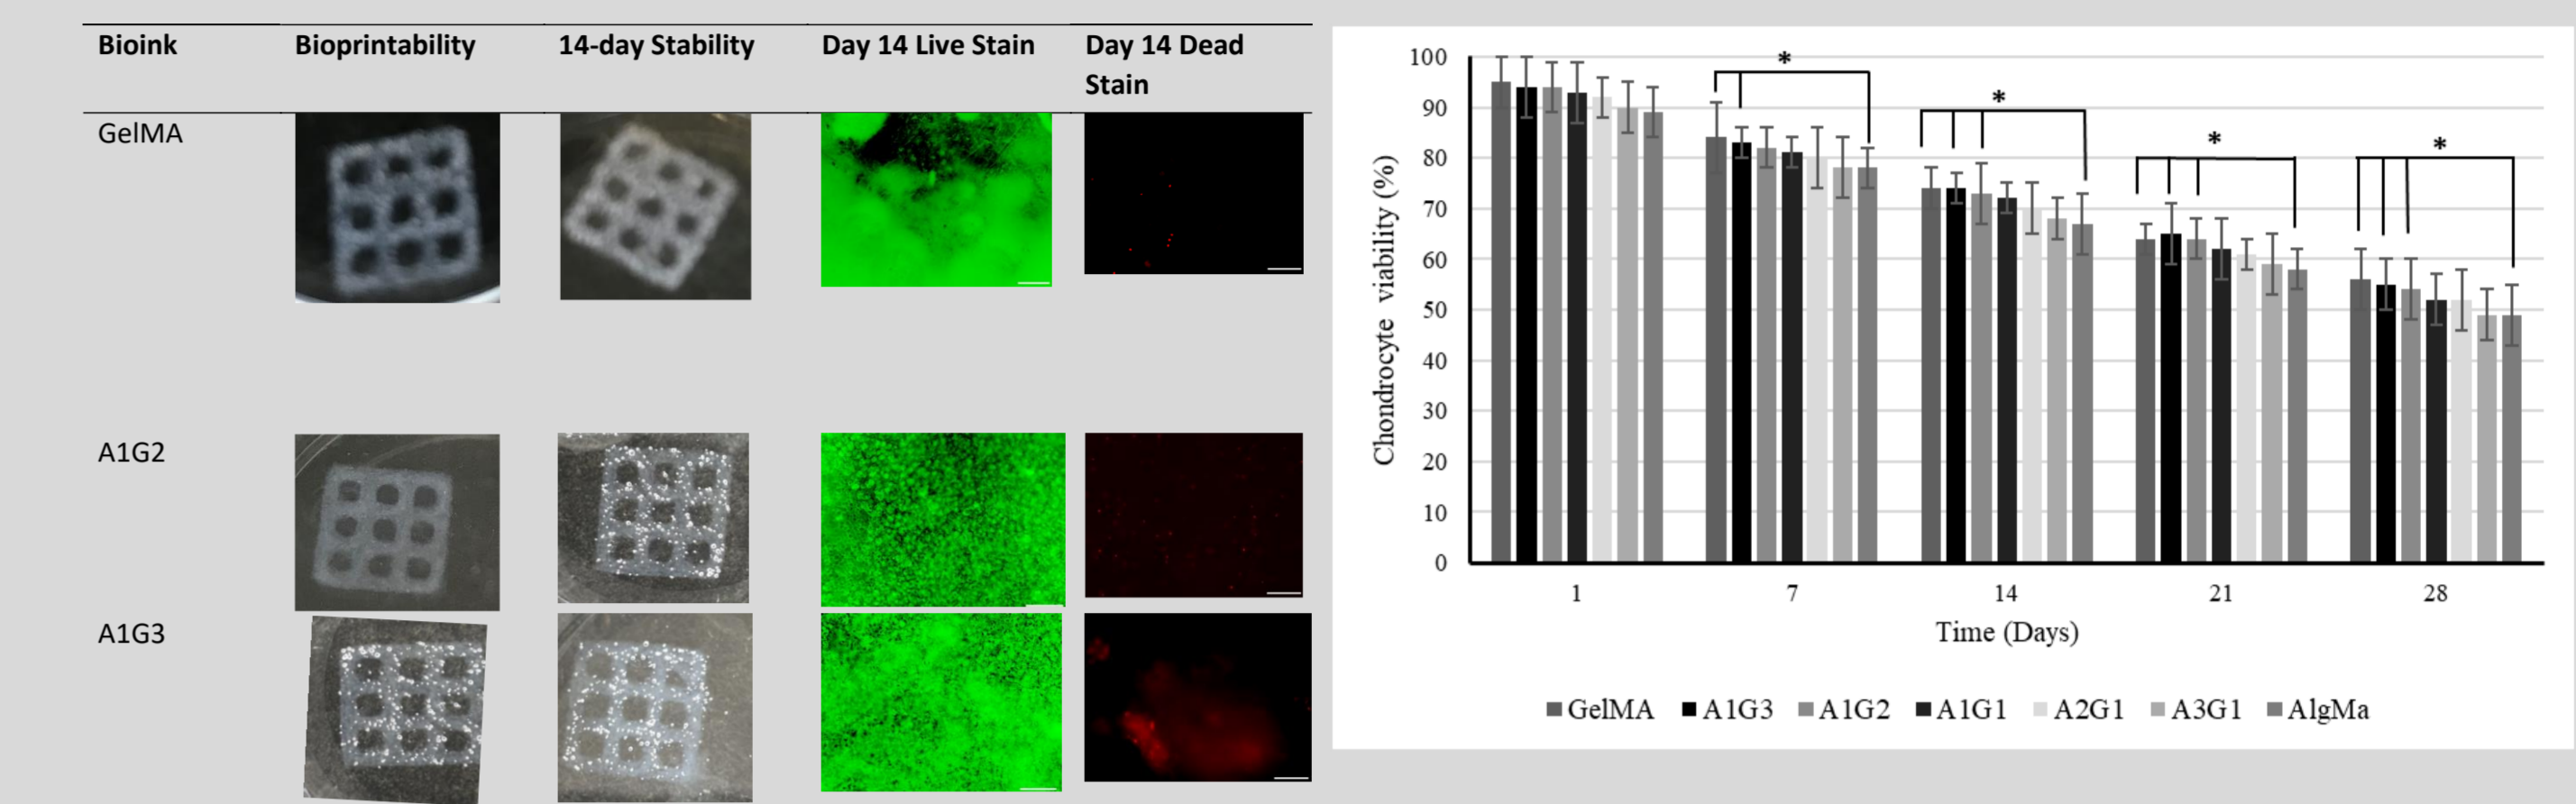 Bioink Bioprintability 14-day Stability Day 14 Live Stain Day 14 Dead
Stain
GelMA
A1G2
A1G3
100
90
80
70
60
50
40
30
20
10
0
Chondrocyte viability (%)
*
*
*
*
1 7 14 21 28
Time (Days)
GelMA A1G3 A1G2 A1G1 A2G1 A3G1 AlgMa